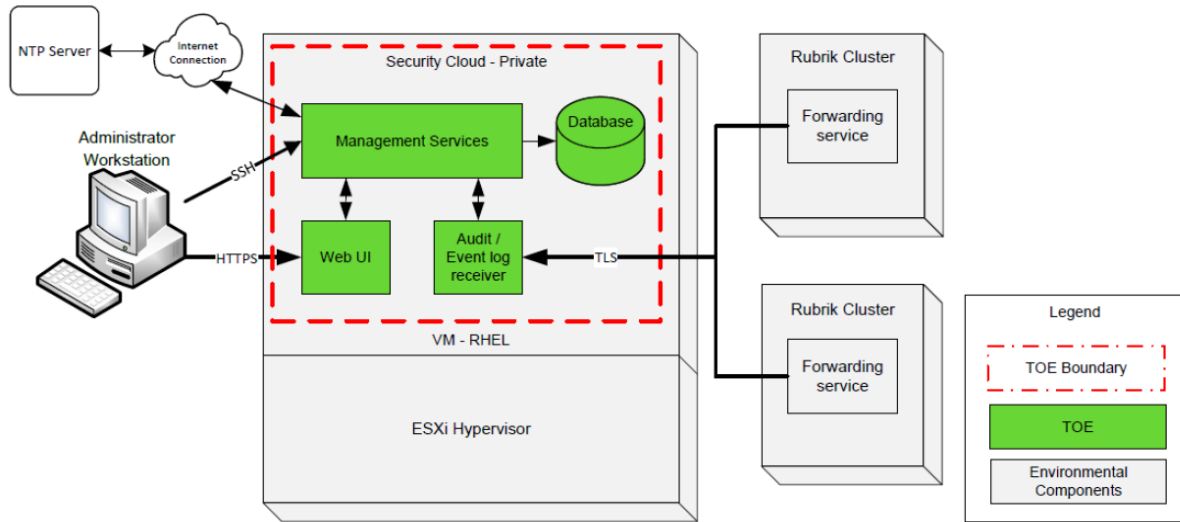 NTP Server
Internet
Connection
Administrator
Workstation
SSH
HTTPS
Security Cloud - Private
Management Services
Database
Web UI
Audit /
Event log
receiver
TLS
VM - RHEL
ESXi Hypervisor
Rubrik Cluster
Forwarding
service
Rubrik Cluster
Forwarding
service
Legend
TOE Boundary
TOE
Environmental
Components